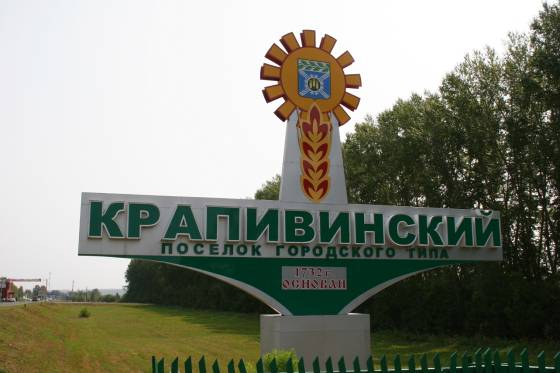 КРАПИВИНСКИЙ
ПОСЕЛОК ГОРОДСКОГО ТИПА
1732 г.
ОСНОВАН